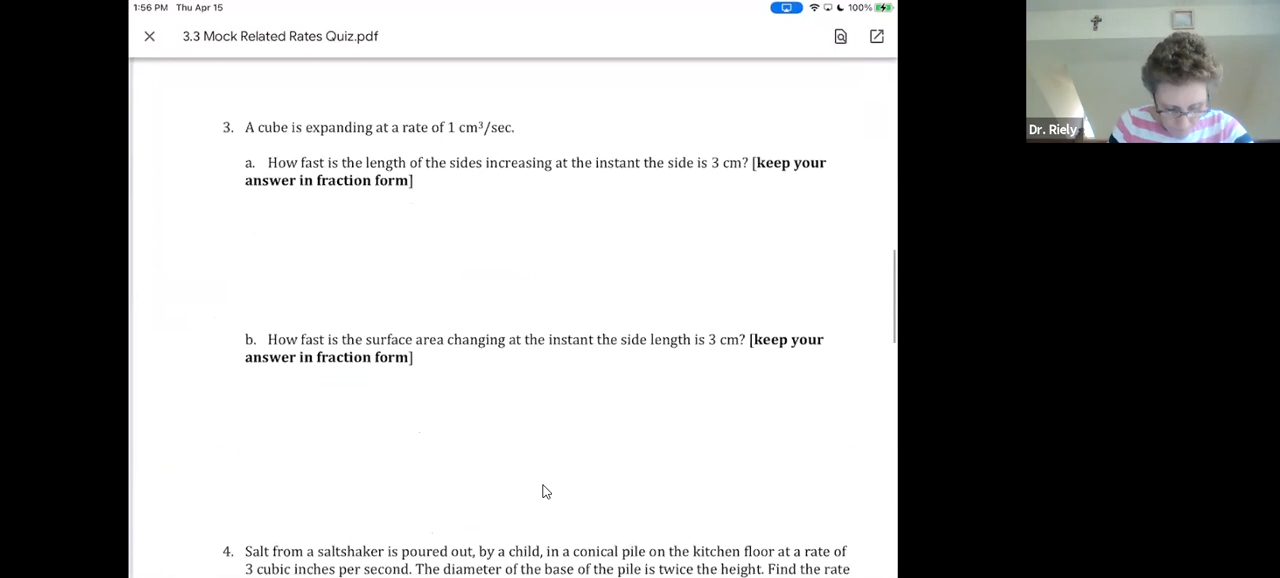 1:56 PM Thu Apr 15
100%
3.3 Mock Related Rates Quiz.pdf
3. A cube is expanding at a rate of 1 cm³/sec.
a. How fast is the length of the sides increasing at the instant the side is 3 cm? [keep your
answer in fraction form]
b. How fast is the surface area changing at the instant the side length is 3 cm? [keep your
answer in fraction form]
4. Salt from a saltshaker is poured out, by a child, in a conical pile on the kitchen floor at a rate of
3 cubic inches per second. The diameter of the base of the pile is twice the height. Find the rate
Dr. Riely